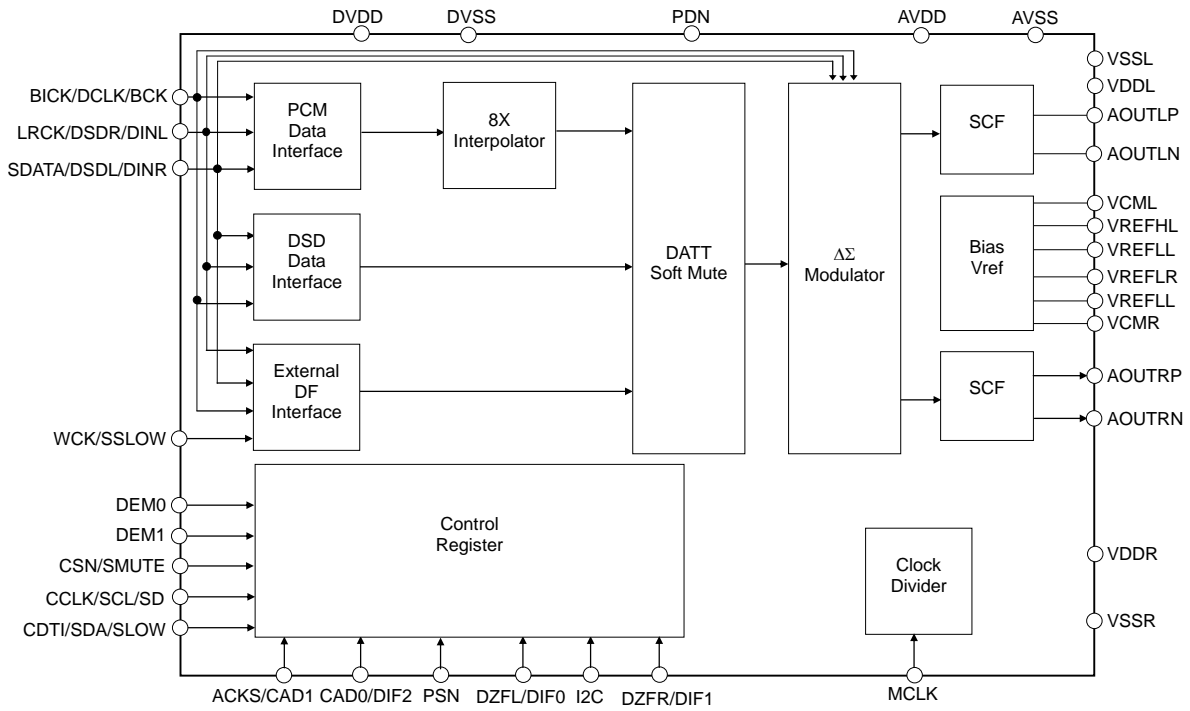 DVDD
DVSS
PDN
AVDD
AVSS
BICK/DCLK/BCK
LRCK/DSDR/DINL
SDATA/DSDL/DINR
WCK/SSLOW
DEM0
DEM1
CSN/SMUTE
CCLK/SCL/SD
CDTI/SDA/SLOW
PCM
Data
Interface
8X
Interpolator
DSD
Data
Interface
External
DF
Interface
DATT
Soft Mute
ΔΣ
Modulator
SCF
Bias
Vref
SCF
Control
Register
Clock
Divider
VSSL
VDDL
AOUTLP
AOUTLN
VCML
VREFHL
VREFLL
VREFLR
VREFLL
VCMR
AOUTRP
AOUTRN
VDDR
VSSR
ACKS/CAD1
CAD0/DIF2
PSN
DZFL/DIF0
I2C
DZFR/DIF1
MCLK